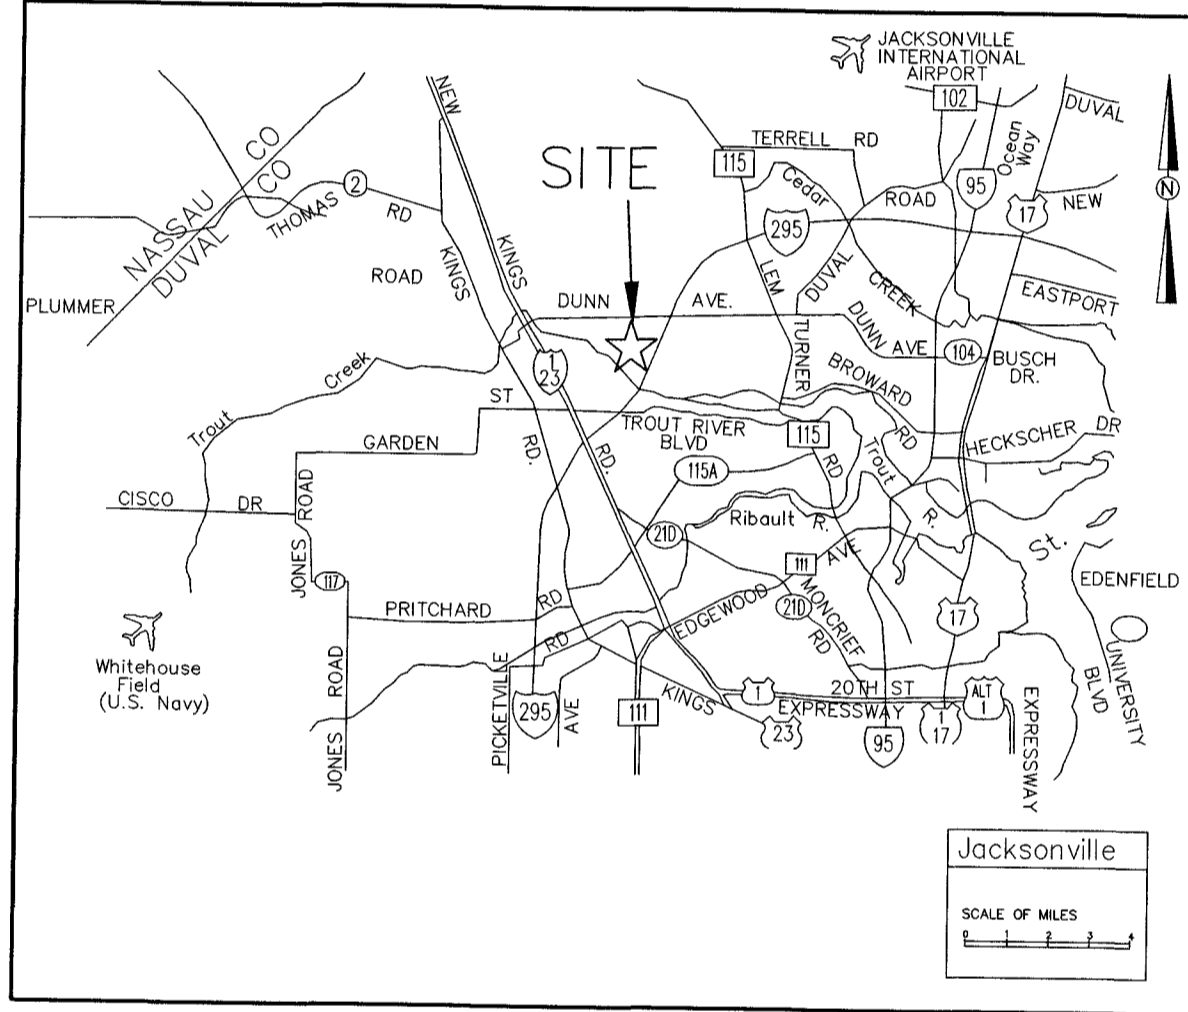 JACKSONVILLE
INTERNATIONAL
AIRPORT
102
NEW
DUVAL
Ocean
Way
TERRELL RD
115
NASSAU CO
DUVAL CO
SITE
Cedar
95
N
THOMAS 2 RD
ROAD
17
NEW
295
KINGS
KINGS
LEM
DUVAL
ROAD
CREEK
EASTPORT
PLUMMER
DUNN AVE.
DUNN
AVE 104
TURNER
BUSCH
DR.
1
23
BROWARD
Creek
Trout
ST
GARDEN
RD.
RD.
TROUT RIVER
BLVD
115
RD
HECKSCHER DR
115A
RD
Trout
R.
CISCO DR
ROAD
JONES
Ribault R.
21D
St.
117
111
AVE
EDENFIELD
PRITCHARD RD
EDGEWOOD
21D
MONCRIEF
RD
17
Whitehouse
Field
(U.S. Navy)
RD
UNIVERSITY
BLVD
JONES ROAD
PICKETVILLE
295
AVE
111
KINGS
1
20TH ST
EXPRESSWAY
ALT
1
23
95
1
17
EXPRESSWAY
Jacksonville
SCALE OF MILES
0 1 2 3 4